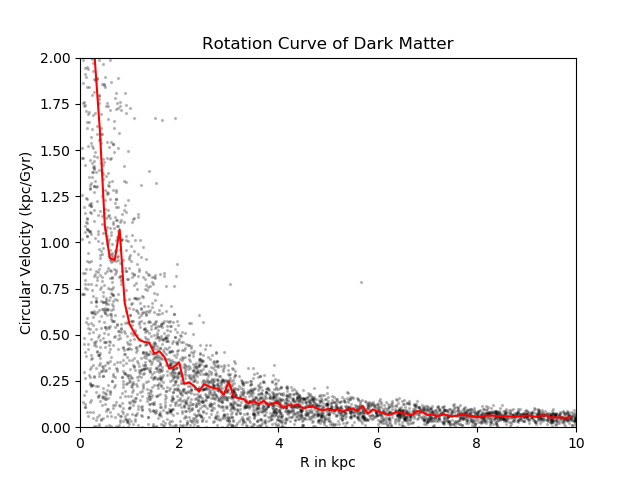 Rotation Curve of Dark Matter
2.00
1.75
1.50
1.25
1.00
0.75
0.50
0.25
0.00
Circular Velocity (kpc/Gyr)
0 2 4 6 8 10
R in kpc